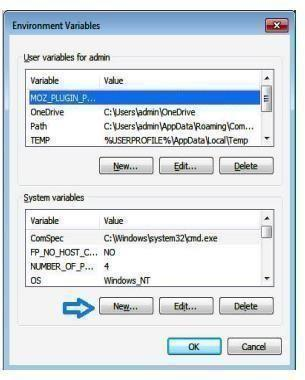 Environment Variables
User variables for admin
Variable Value
MOZ_PLUGIN_P...
OneDrive C:\Users\admin\OneDrive
Path C:\Users\admin\AppData\Roaming\Com...
TEMP %USERPROFILE%\AppData\Local\Temp
New... Edit... Delete
System variables
Variable Value
ComSpec C:\Windows\system32\cmd.exe
FP_NO_HOST_C... NO
NUMBER_OF_P... 4
OS Windows_NT
New... Edit... Delete
OK Cancel